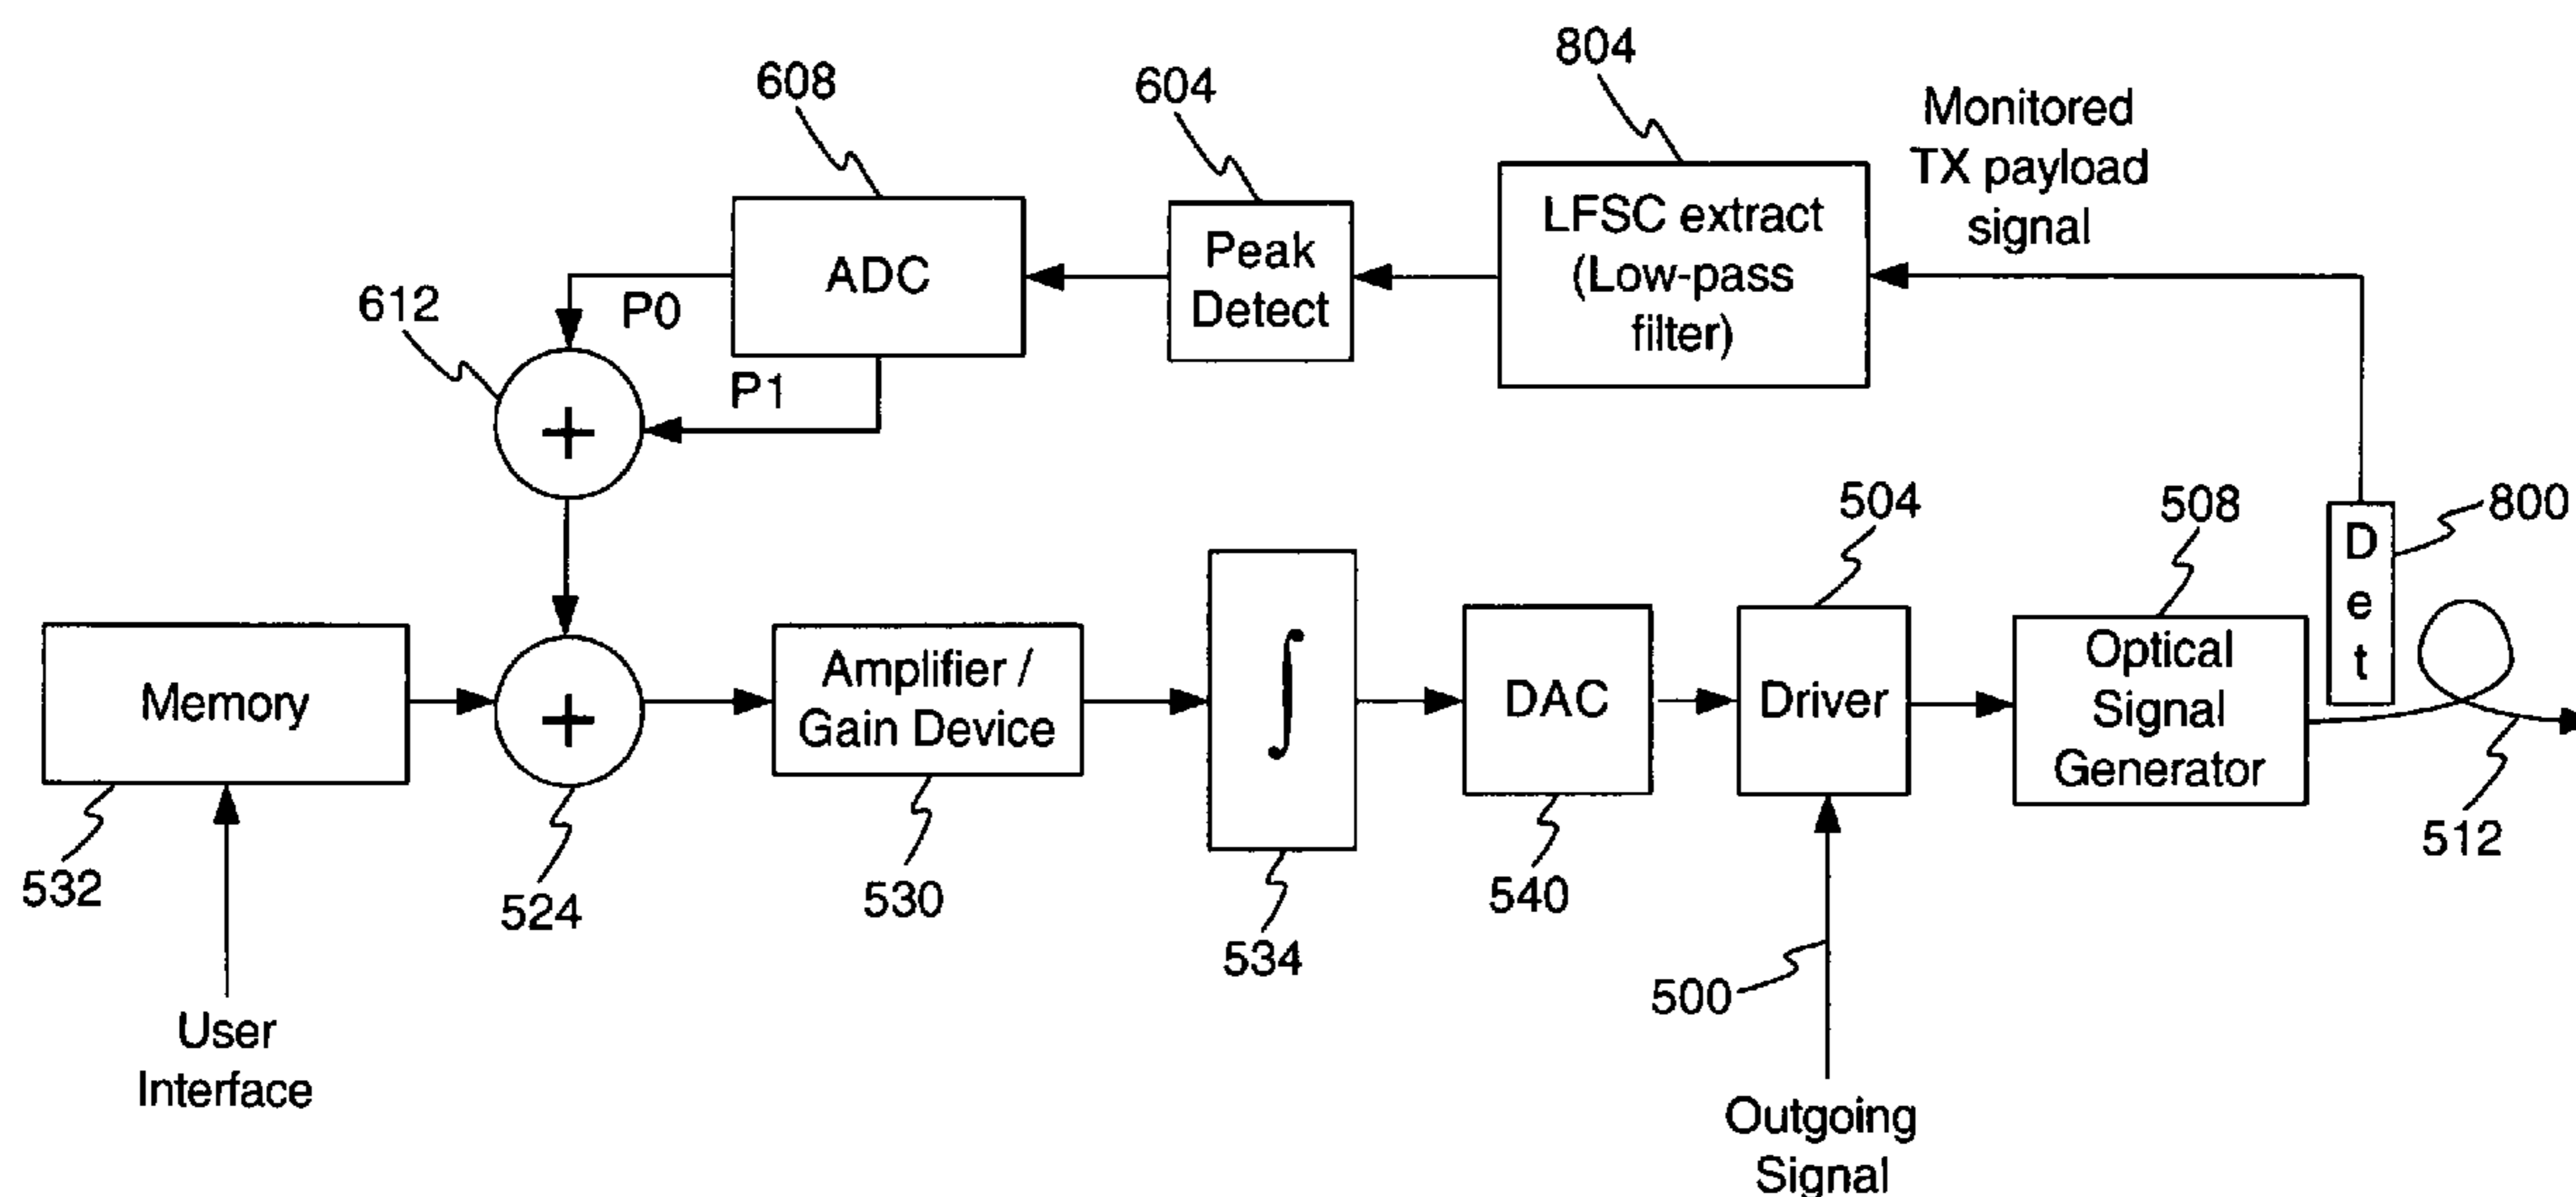 804
608
604
Monitored
TX payload
signal
LFSC extract
(Low-pass
filter)
Peak
Detect
ADC
612
P0
P1
+
504
508
800
Det
Memory
+
Amplifier /
Gain Device
∫
DAC
Driver
Optical
Signal
Generator
512
532
524
530
534
540
500
User
Interface
Outgoing
Signal